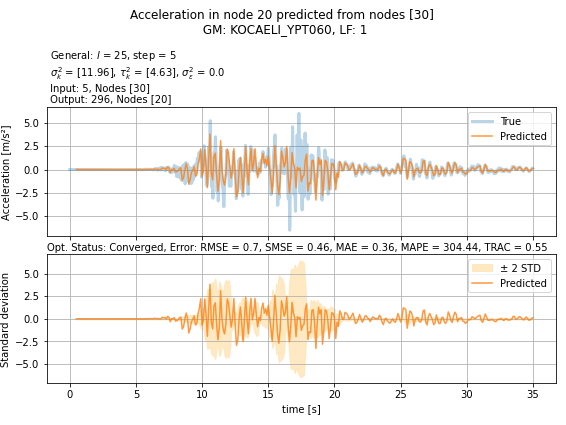 Acceleration in node 20 predicted from nodes [30]
GM: KOCAELI_YPT060, LF: 1
General: l = 25, step = 5
σ²ₖ = [11.96], τ²ₖ = [4.63], σ²ε = 0.0
Input: 5, Nodes [30]
Output: 296, Nodes [20]
Acceleration [m/s²]
5.0
2.5
0.0
−2.5
−5.0
True
Predicted
Opt. Status: Converged, Error: RMSE = 0.7, SMSE = 0.46, MAE = 0.36, MAPE = 304.44, TRAC = 0.55
Standard deviation
5.0
2.5
0.0
−2.5
−5.0
± 2 STD
Predicted
0 5 10 15 20 25 30 35
time [s]